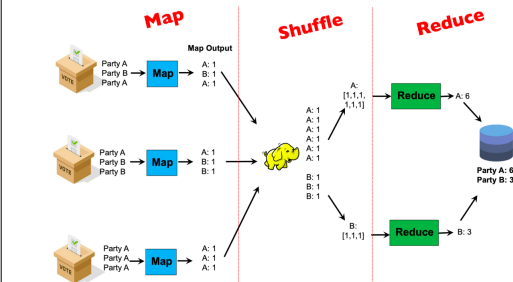 Map
Shuffle
Reduce
Map Output
VOTE
Party A
Party B
Party A
Map
A: 1
B: 1
A: 1
VOTE
Party A
Party B
Party B
Map
A: 1
B: 1
B: 1
VOTE
Party A
Party A
Party A
Map
A: 1
A: 1
A: 1
A: 1
A: 1
A: 1
A: 1
A: 1
A: 1
B: 1
B: 1
B: 1
A:
[1,1,1,
1,1,1]
B:
[1,1,1]
Reduce
A: 6
Reduce
B: 3
Party A: 6
Party B: 3